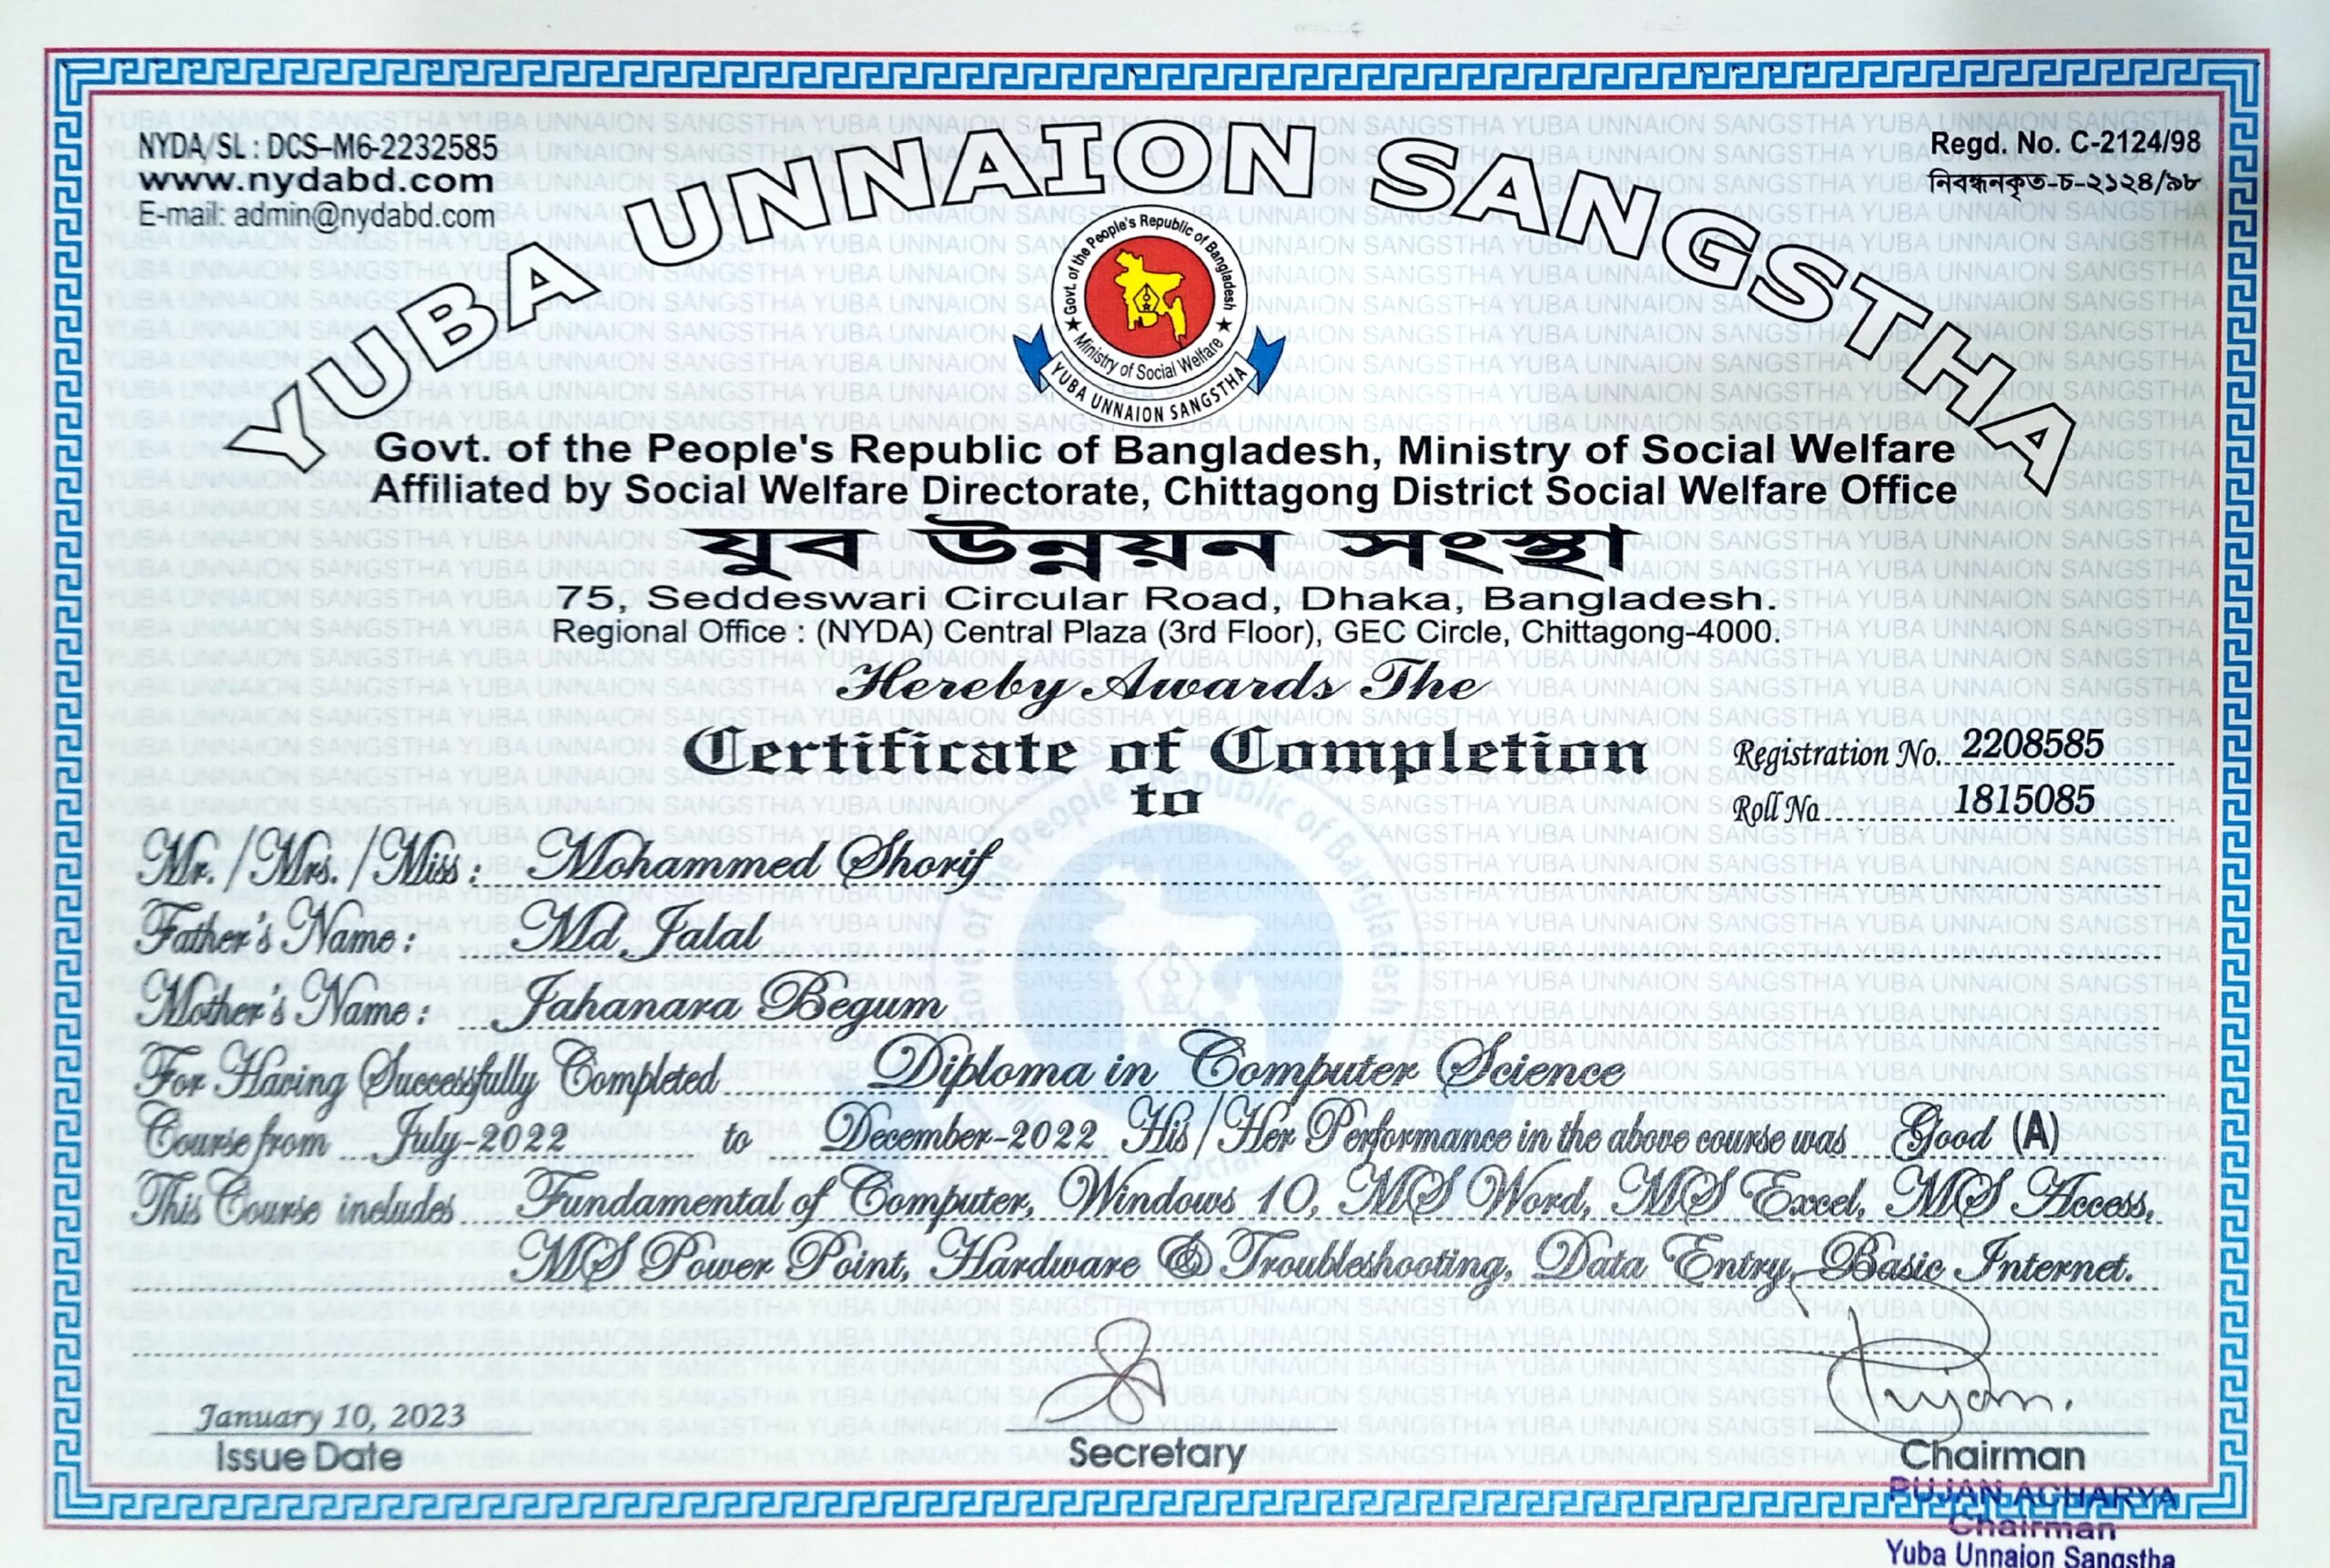 NYDA/SL : DCS-M6-2232585
www.nydabd.com
E-mail: admin@nydabd.com
Regd. No. C-2124/98
নিবন্ধনকৃত-চ-২১২৪/৯৮
YUBA UNNAION SANGSTHA
Govt. of the People's Republic of Bangladesh
Ministry of Social Welfare
YUBA UNNAION SANGSTHA
Govt. of the People's Republic of Bangladesh, Ministry of Social Welfare
Affiliated by Social Welfare Directorate, Chittagong District Social Welfare Office
যুব উন্নয়ন সংস্থা
75, Seddeswari Circular Road, Dhaka, Bangladesh.
Regional Office : (NYDA) Central Plaza (3rd Floor), GEC Circle, Chittagong-4000.
Hereby Awards The
Certificate of Completion
to
Registration No. 2208585
Roll No 1815085
Mr. / Mrs. / Miss : Mohammed Shorif
Father's Name : Md. Jalal
Mother's Name : Jahanara Begum
For Having Successfully Completed Diploma in Computer Science
Course from July-2022 to December-2022 His / Her Performance in the above course was Good (A)
This Course includes Fundamental of Computer, Windows 10, MS Word, MS Excel, MS Access,
MS Power Point, Hardware & Troubleshooting, Data Entry, Basic Internet.
January 10, 2023
Issue Date
Secretary
Chairman
PUJAN ACHARYA
Chairman
Yuba Unnaion Sangstha